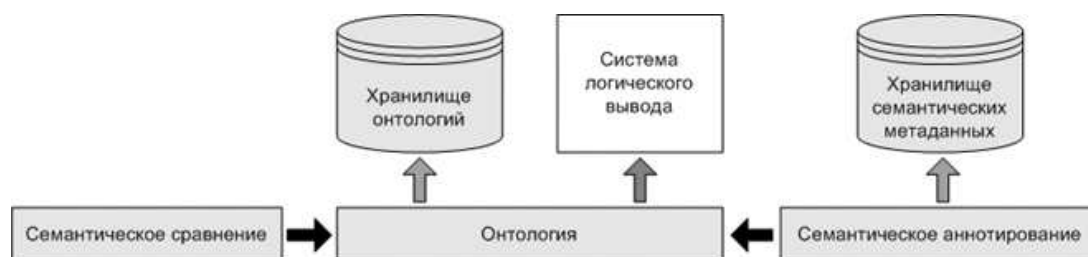 Хранилище
онтологий
Система
логического
вывода
Хранилище
семантических
метаданных
Семантическое сравнение
Онтология
Семантическое аннотирование